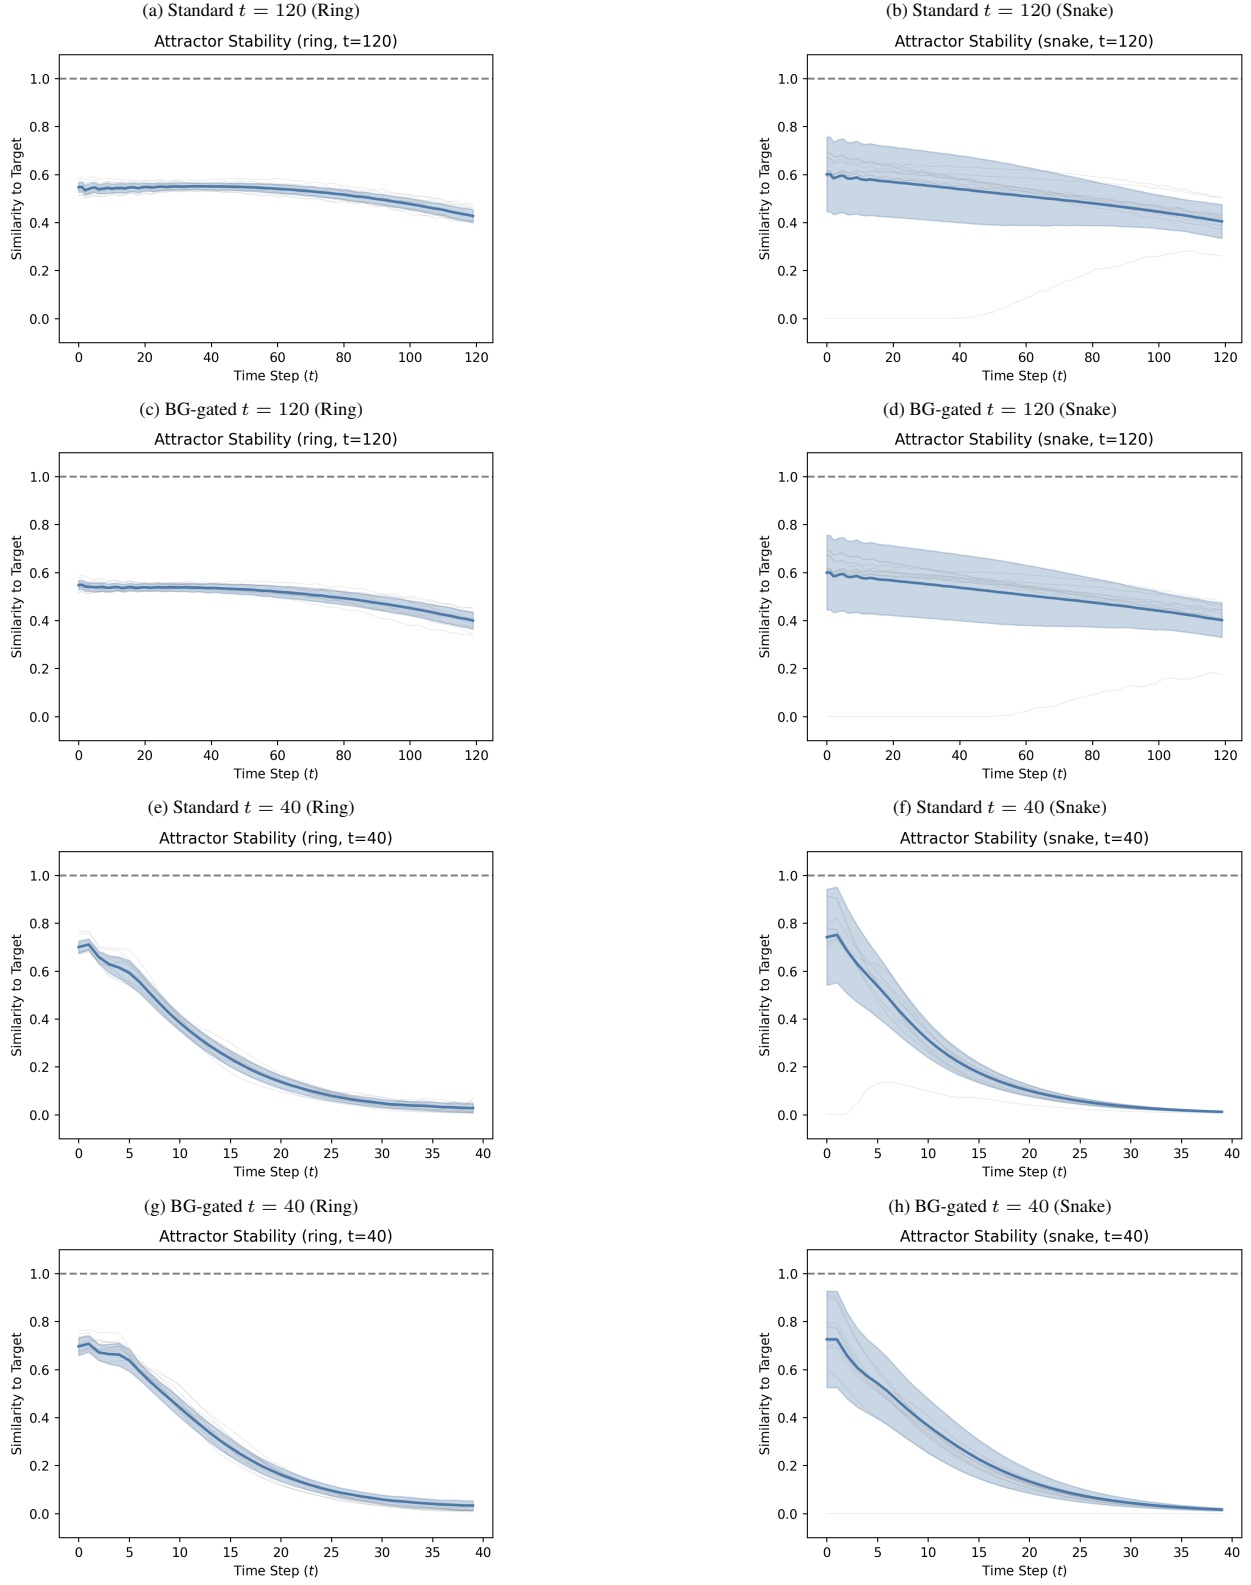 (a) Standard t = 120 (Ring)
Attractor Stability (ring, t=120)
1.0
0.8
0.6
0.4
0.2
0.0
Similarity to Target
0 20 40 60 80 100 120
Time Step (t)
(b) Standard t = 120 (Snake)
Attractor Stability (snake, t=120)
1.0
0.8
0.6
0.4
0.2
0.0
Similarity to Target
0 20 40 60 80 100 120
Time Step (t)
(c) BG-gated t = 120 (Ring)
Attractor Stability (ring, t=120)
1.0
0.8
0.6
0.4
0.2
0.0
Similarity to Target
0 20 40 60 80 100 120
Time Step (t)
(d) BG-gated t = 120 (Snake)
Attractor Stability (snake, t=120)
1.0
0.8
0.6
0.4
0.2
0.0
Similarity to Target
0 20 40 60 80 100 120
Time Step (t)
(e) Standard t = 40 (Ring)
Attractor Stability (ring, t=40)
1.0
0.8
0.6
0.4
0.2
0.0
Similarity to Target
0 5 10 15 20 25 30 35 40
Time Step (t)
(f) Standard t = 40 (Snake)
Attractor Stability (snake, t=40)
1.0
0.8
0.6
0.4
0.2
0.0
Similarity to Target
0 5 10 15 20 25 30 35 40
Time Step (t)
(g) BG-gated t = 40 (Ring)
Attractor Stability (ring, t=40)
1.0
0.8
0.6
0.4
0.2
0.0
Similarity to Target
0 5 10 15 20 25 30 35 40
Time Step (t)
(h) BG-gated t = 40 (Snake)
Attractor Stability (snake, t=40)
1.0
0.8
0.6
0.4
0.2
0.0
Similarity to Target
0 5 10 15 20 25 30 35 40
Time Step (t)